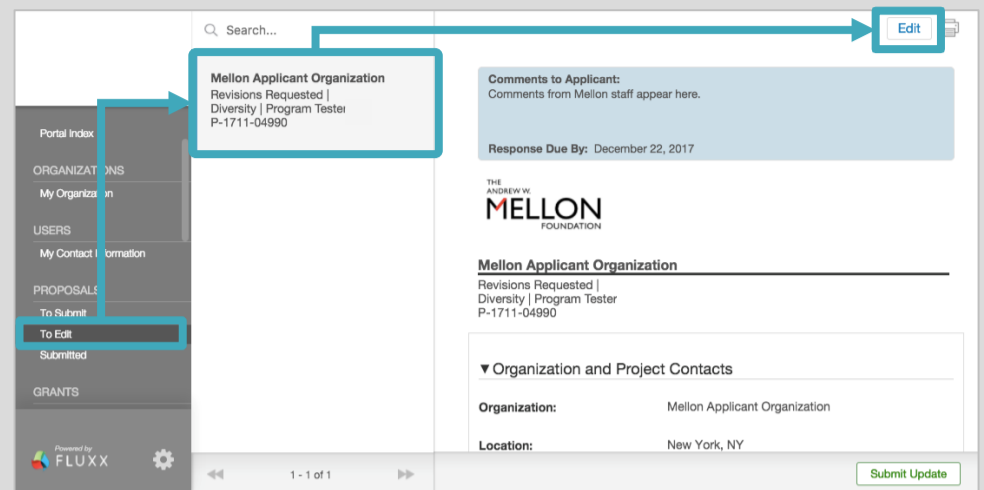 Search...
Edit
Mellon Applicant Organization
Revisions Requested |
Diversity | Program Tester
P-1711-04990
Portal Index
ORGANIZATIONS
My Organization
USERS
My Contact Information
PROPOSALS
To Submit
To Edit
Submitted
GRANTS
Powered by
FLUXX
1 - 1 of 1
Comments to Applicant:
Comments from Mellon staff appear here.
Response Due By: December 22, 2017
THE
ANDREW W.
MELLON
FOUNDATION
Mellon Applicant Organization
Revisions Requested |
Diversity | Program Tester
P-1711-04990
▼Organization and Project Contacts
Organization: Mellon Applicant Organization
Location: New York, NY
Submit Update